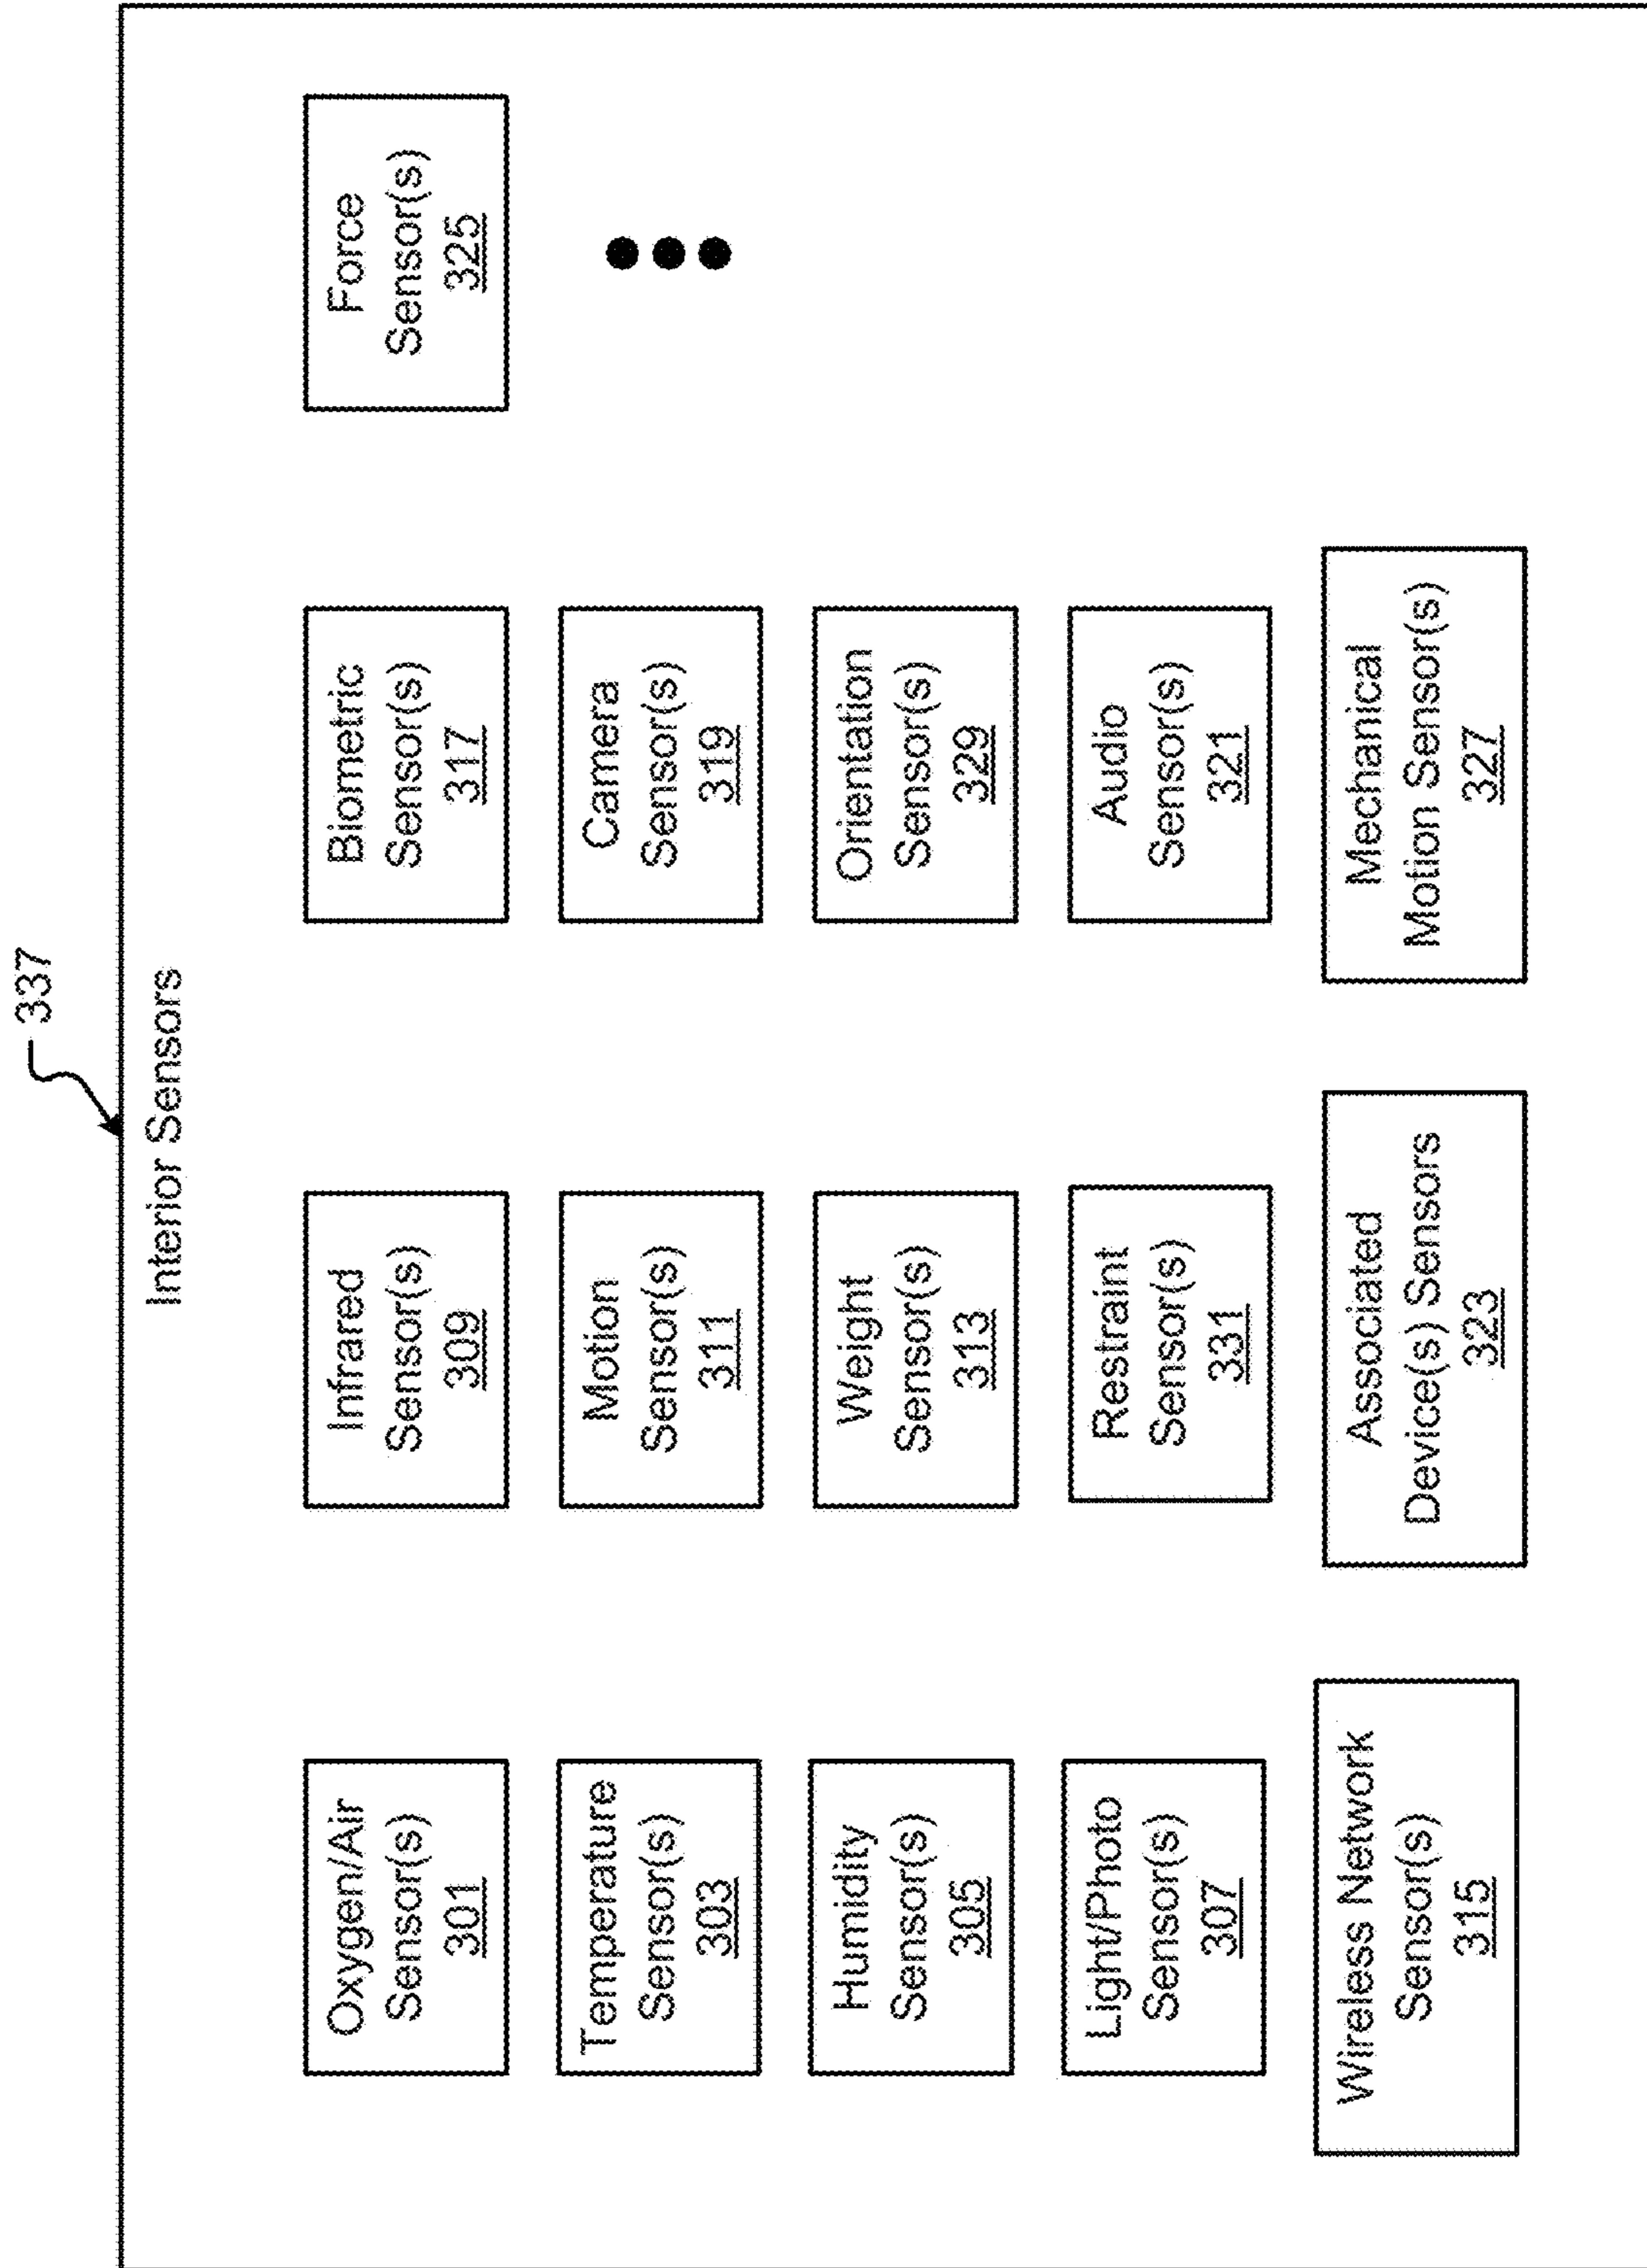 337
Interior Sensors
Oxygen/Air
Sensor(s)
301
Temperature
Sensor(s)
303
Humidity
Sensor(s)
305
Light/Photo
Sensor(s)
307
Wireless Network
Sensor(s)
315
Infrared
Sensor(s)
309
Motion
Sensor(s)
311
Weight
Sensor(s)
313
Restraint
Sensor(s)
331
Associated
Device(s) Sensors
323
Biometric
Sensor(s)
317
Camera
Sensor(s)
319
Orientation
Sensor(s)
329
Audio
Sensor(s)
321
Mechanical
Motion Sensor(s)
327
Force
Sensor(s)
325